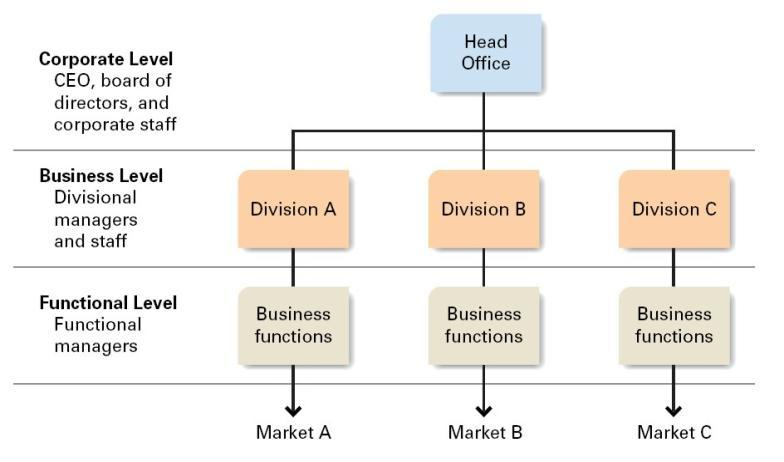 Head
Office
Corporate Level
CEO, board of
directors, and
corporate staff
Business Level
Divisional
managers
and staff
Division A
Division B
Division C
Functional Level
Functional
managers
Business
functions
Business
functions
Business
functions
Market A
Market B
Market C